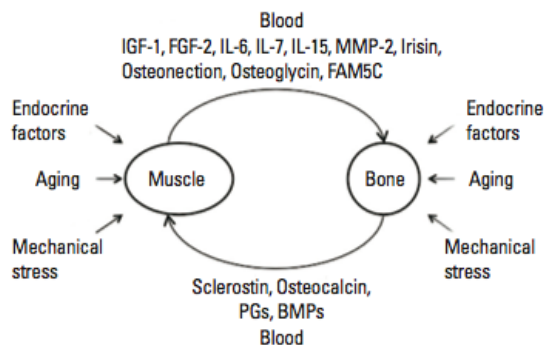 Blood
IGF-1, FGF-2, IL-6, IL-7, IL-15, MMP-2, Irisin,
Osteonection, Osteoglycin, FAM5C
Endocrine
factors
Aging
Mechanical
stress
Muscle
Bone
Endocrine
factors
Aging
Mechanical
stress
Sclerostin, Osteocalcin,
PGs, BMPs
Blood